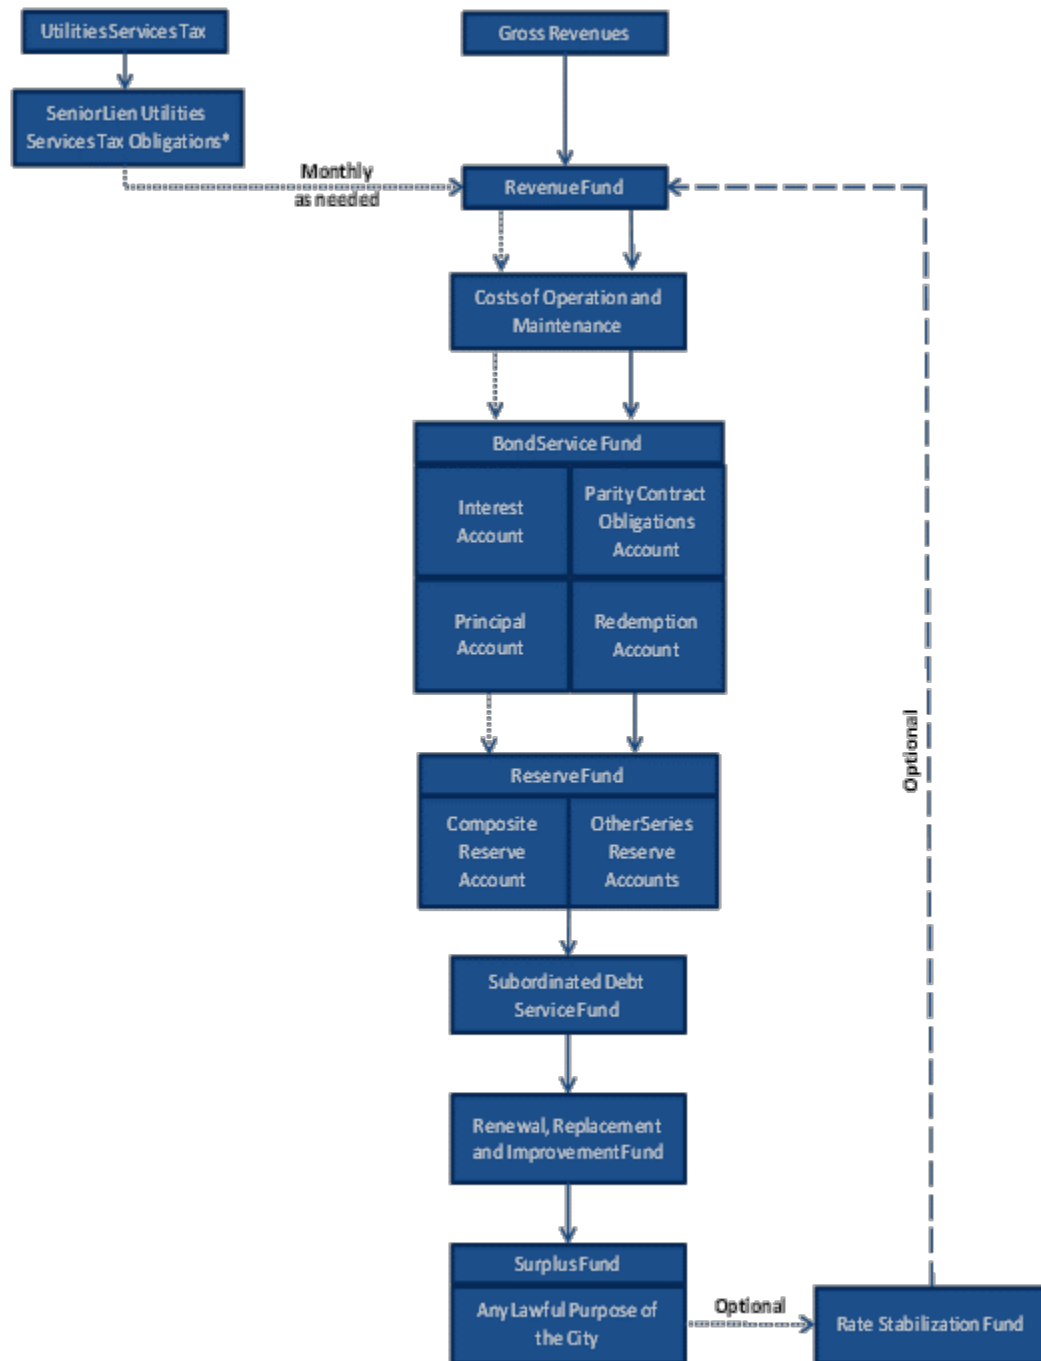 Utilities Services Tax
Gross Revenues
Senior Lien Utilities
Services Tax Obligations*
Monthly
as needed
Revenue Fund
Costs of Operation and
Maintenance
Bond Service Fund
Interest
Account
Parity Contract
Obligations
Account
Principal
Account
Redemption
Account
Reserve Fund
Composite
Reserve
Account
Other Series
Reserve
Accounts
Subordinated Debt
Service Fund
Renewal, Replacement
and Improvement Fund
Surplus Fund
Any Lawful Purpose of
the City
Optional
Rate Stabilization Fund
Optional